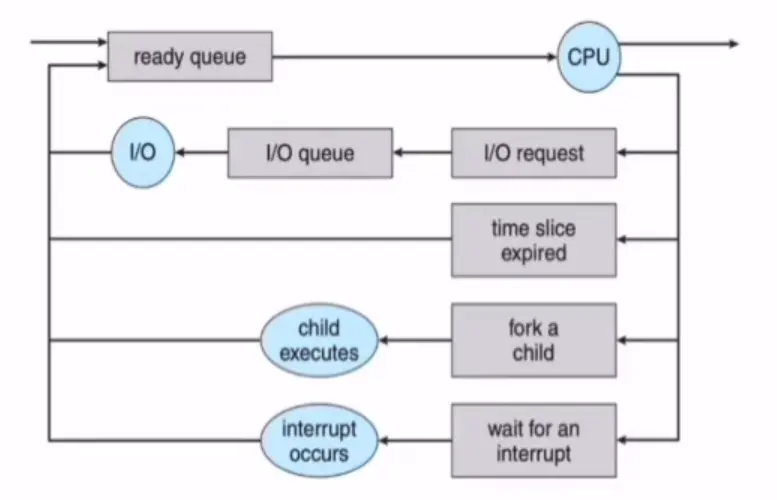 ready queue
CPU
I/O
I/O queue
I/O request
time slice
expired
child
executes
fork a
child
interrupt
occurs
wait for an
interrupt